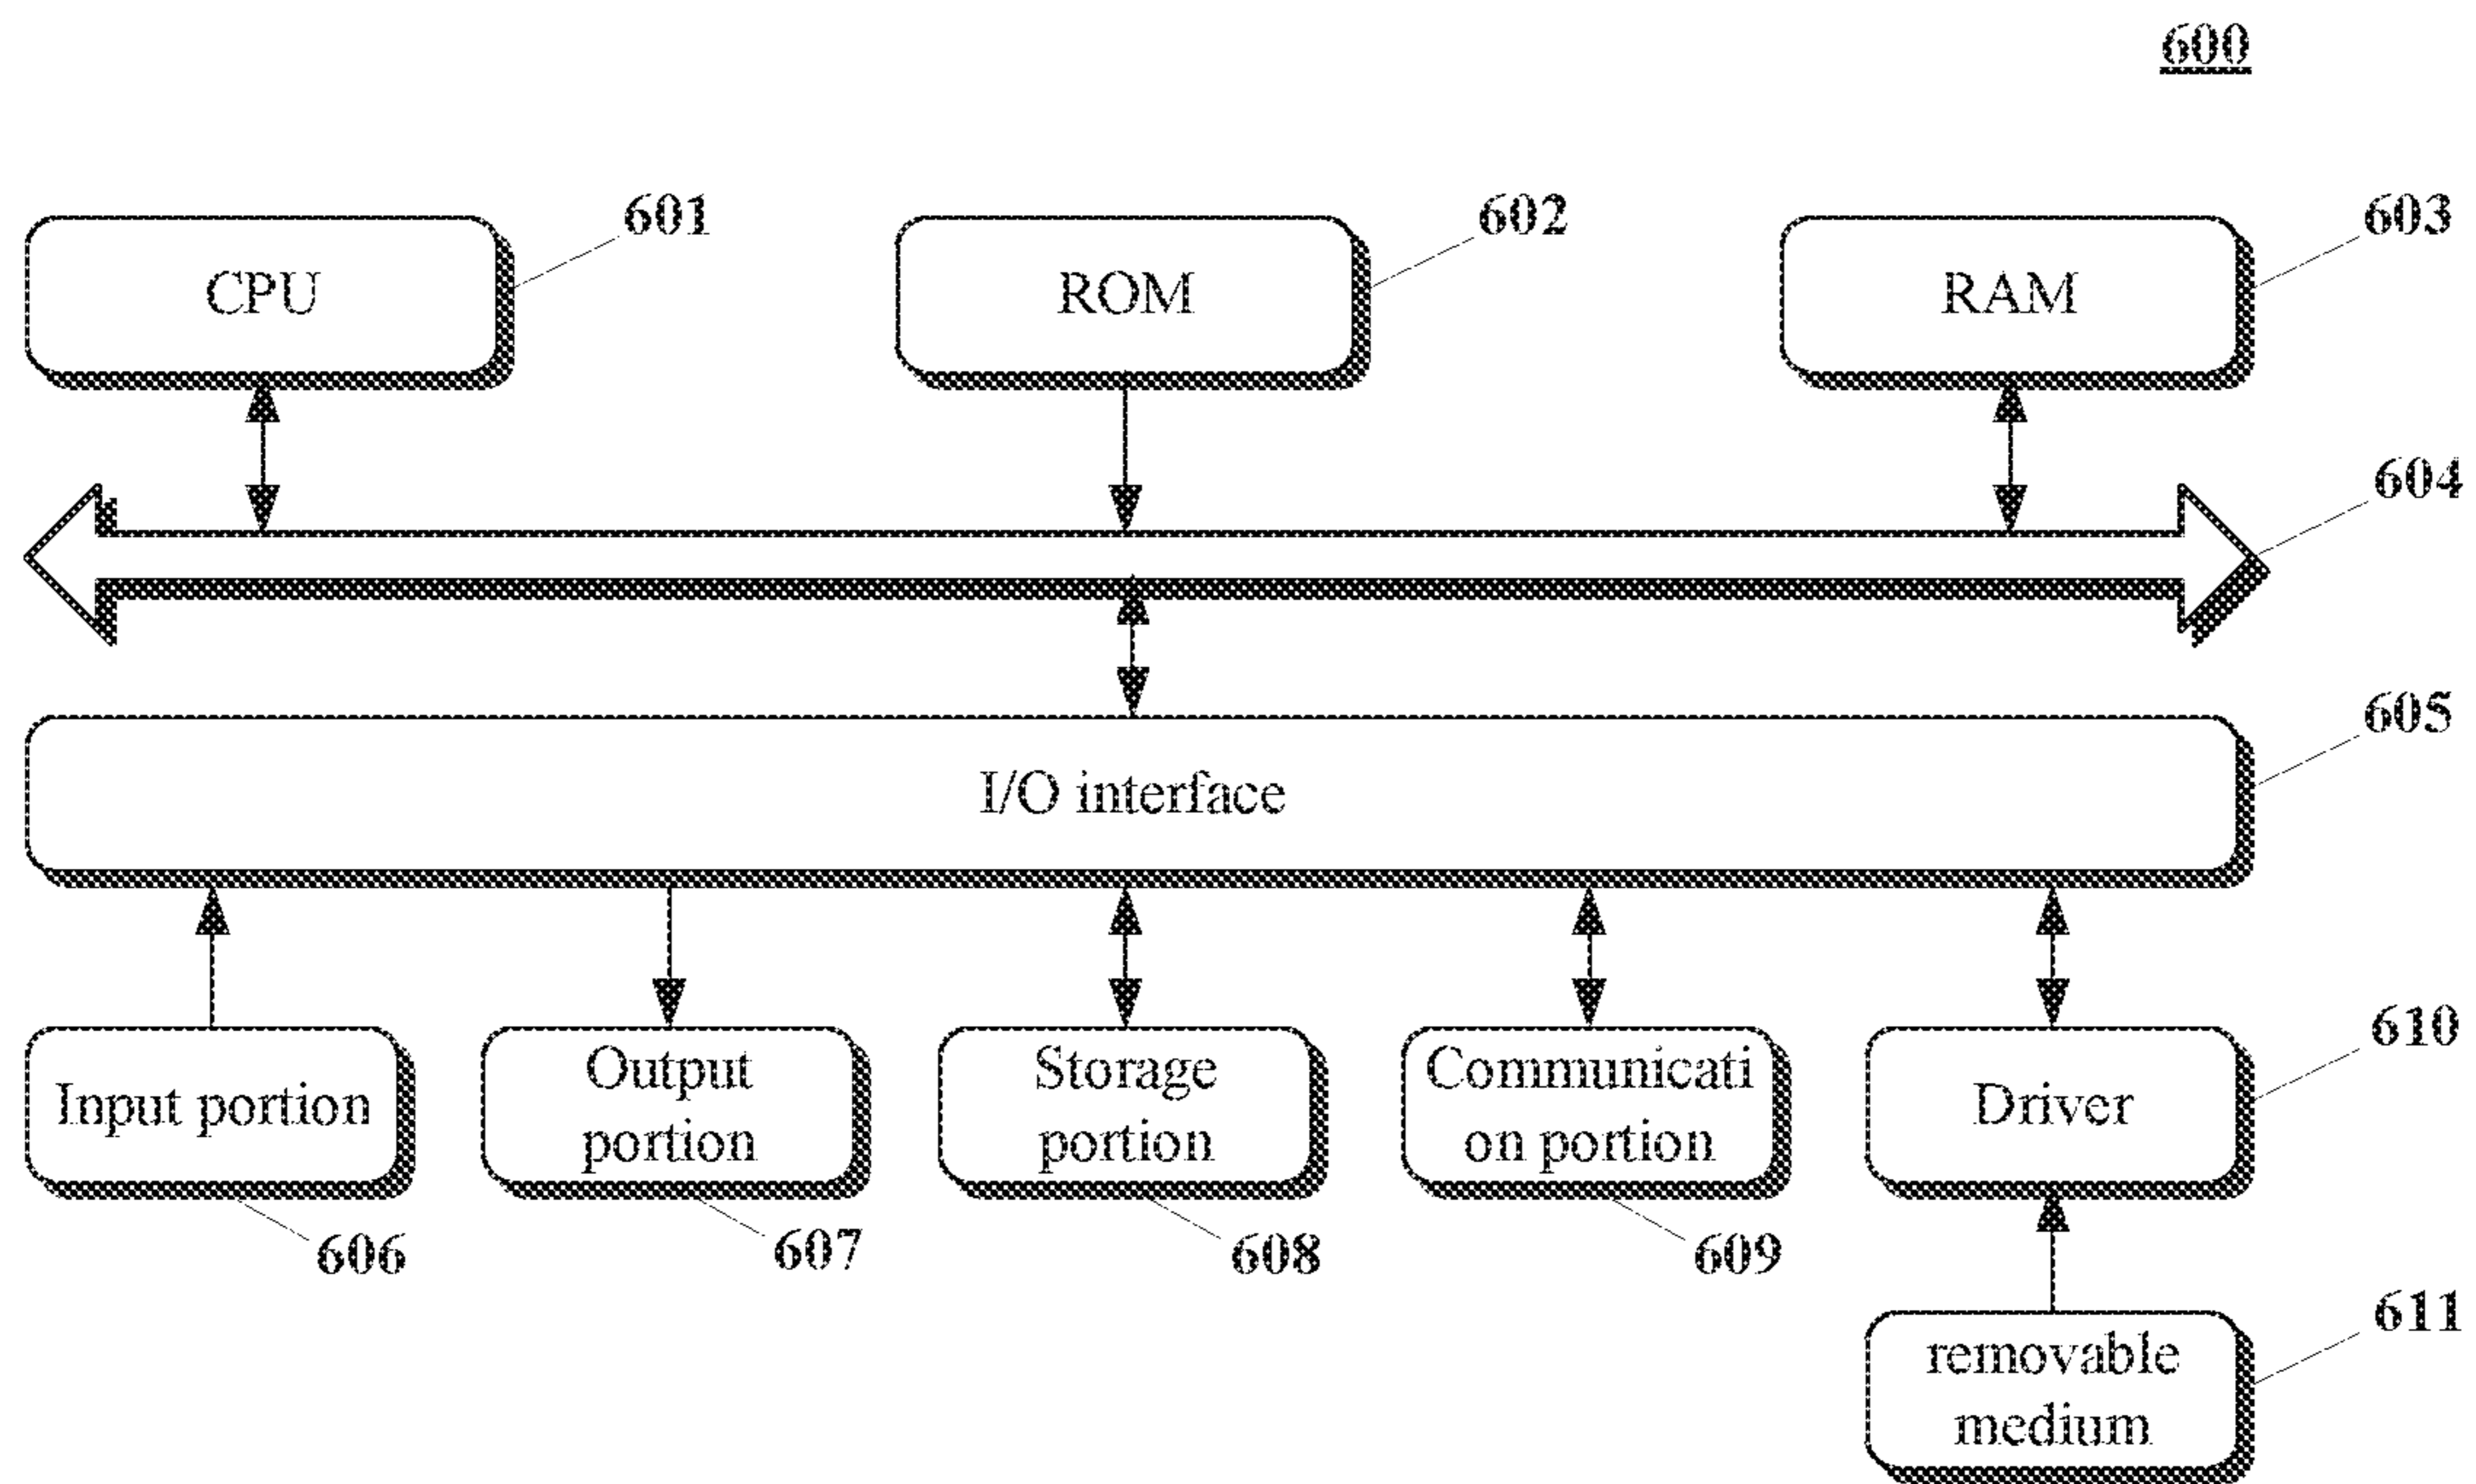 600
601
602
603
CPU
ROM
RAM
604
605
I/O interface
610
Input portion
Output
portion
Storage
portion
Communicati
on portion
Driver
606
607
608
609
611
removable
medium